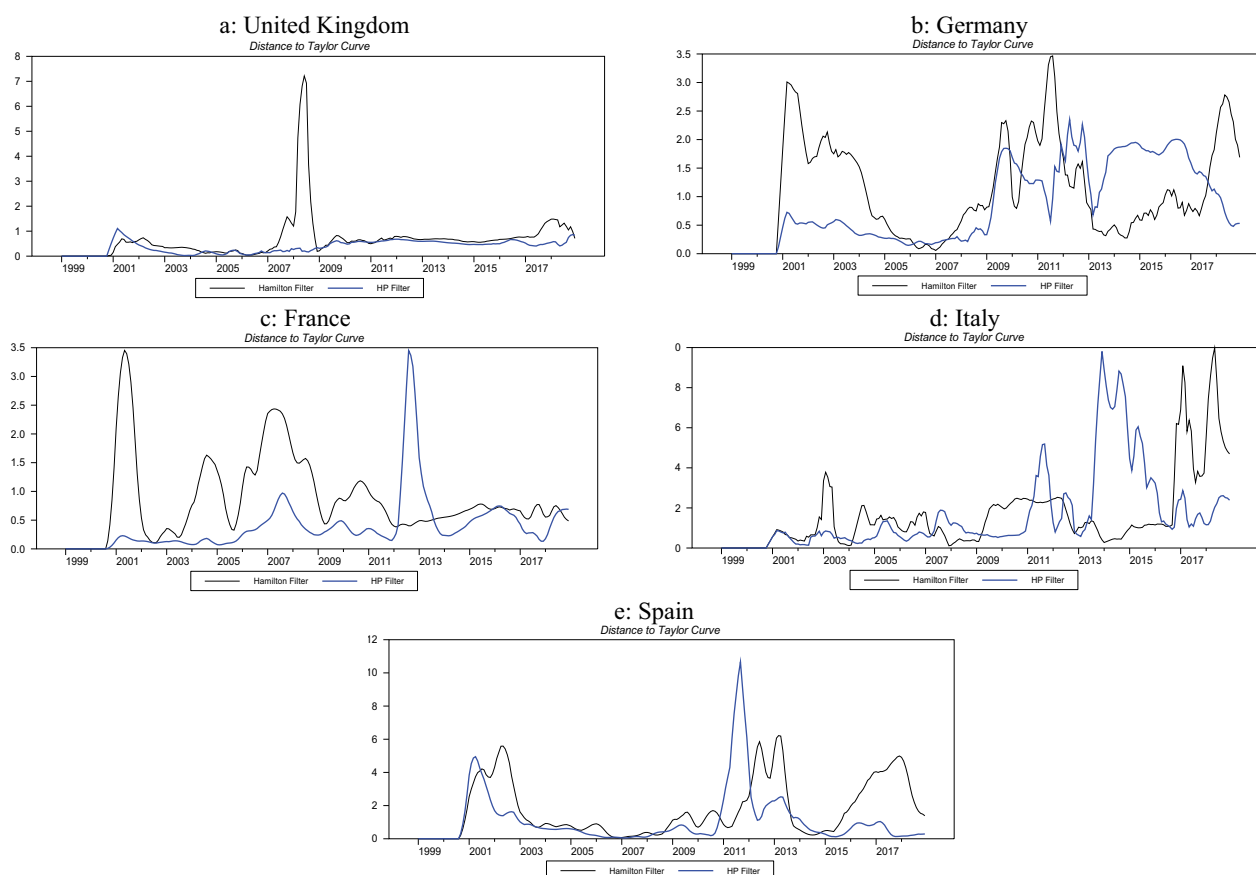 a: United Kingdom
Distance to Taylor Curve
8
7
6
5
4
3
2
1
0
1999 2001 2003 2005 2007 2009 2011 2013 2015 2017
Hamilton Filter HP Filter
b: Germany
Distance to Taylor Curve
3.5
3.0
2.5
2.0
1.5
1.0
0.5
0.0
1999 2001 2003 2005 2007 2009 2011 2013 2015 2017
Hamilton Filter HP Filter
c: France
Distance to Taylor Curve
3.5
3.0
2.5
2.0
1.5
1.0
0.5
0.0
1999 2001 2003 2005 2007 2009 2011 2013 2015 2017
Hamilton Filter HP Filter
d: Italy
Distance to Taylor Curve
0
8
6
4
2
0
1999 2001 2003 2005 2007 2009 2011 2013 2015 2017
Hamilton Filter HP Filter
e: Spain
Distance to Taylor Curve
12
10
8
6
4
2
0
1999 2001 2003 2005 2007 2009 2011 2013 2015 2017
Hamilton Filter HP Filter